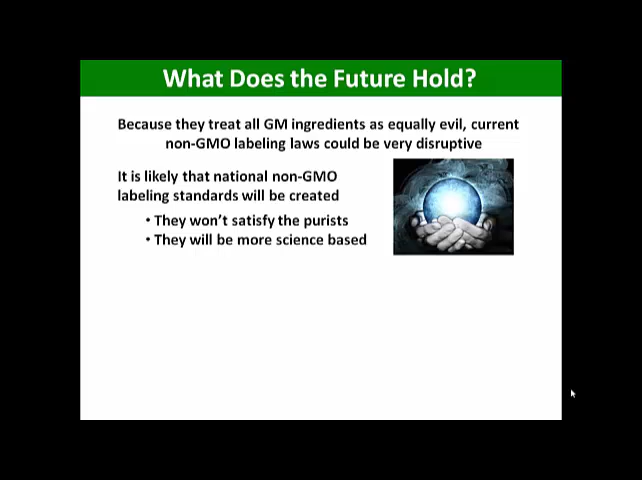 What Does the Future Hold?
Because they treat all GM ingredients as equally evil, current
non-GMO labeling laws could be very disruptive
It is likely that national non-GMO
labeling standards will be created
• They won't satisfy the purists
• They will be more science based